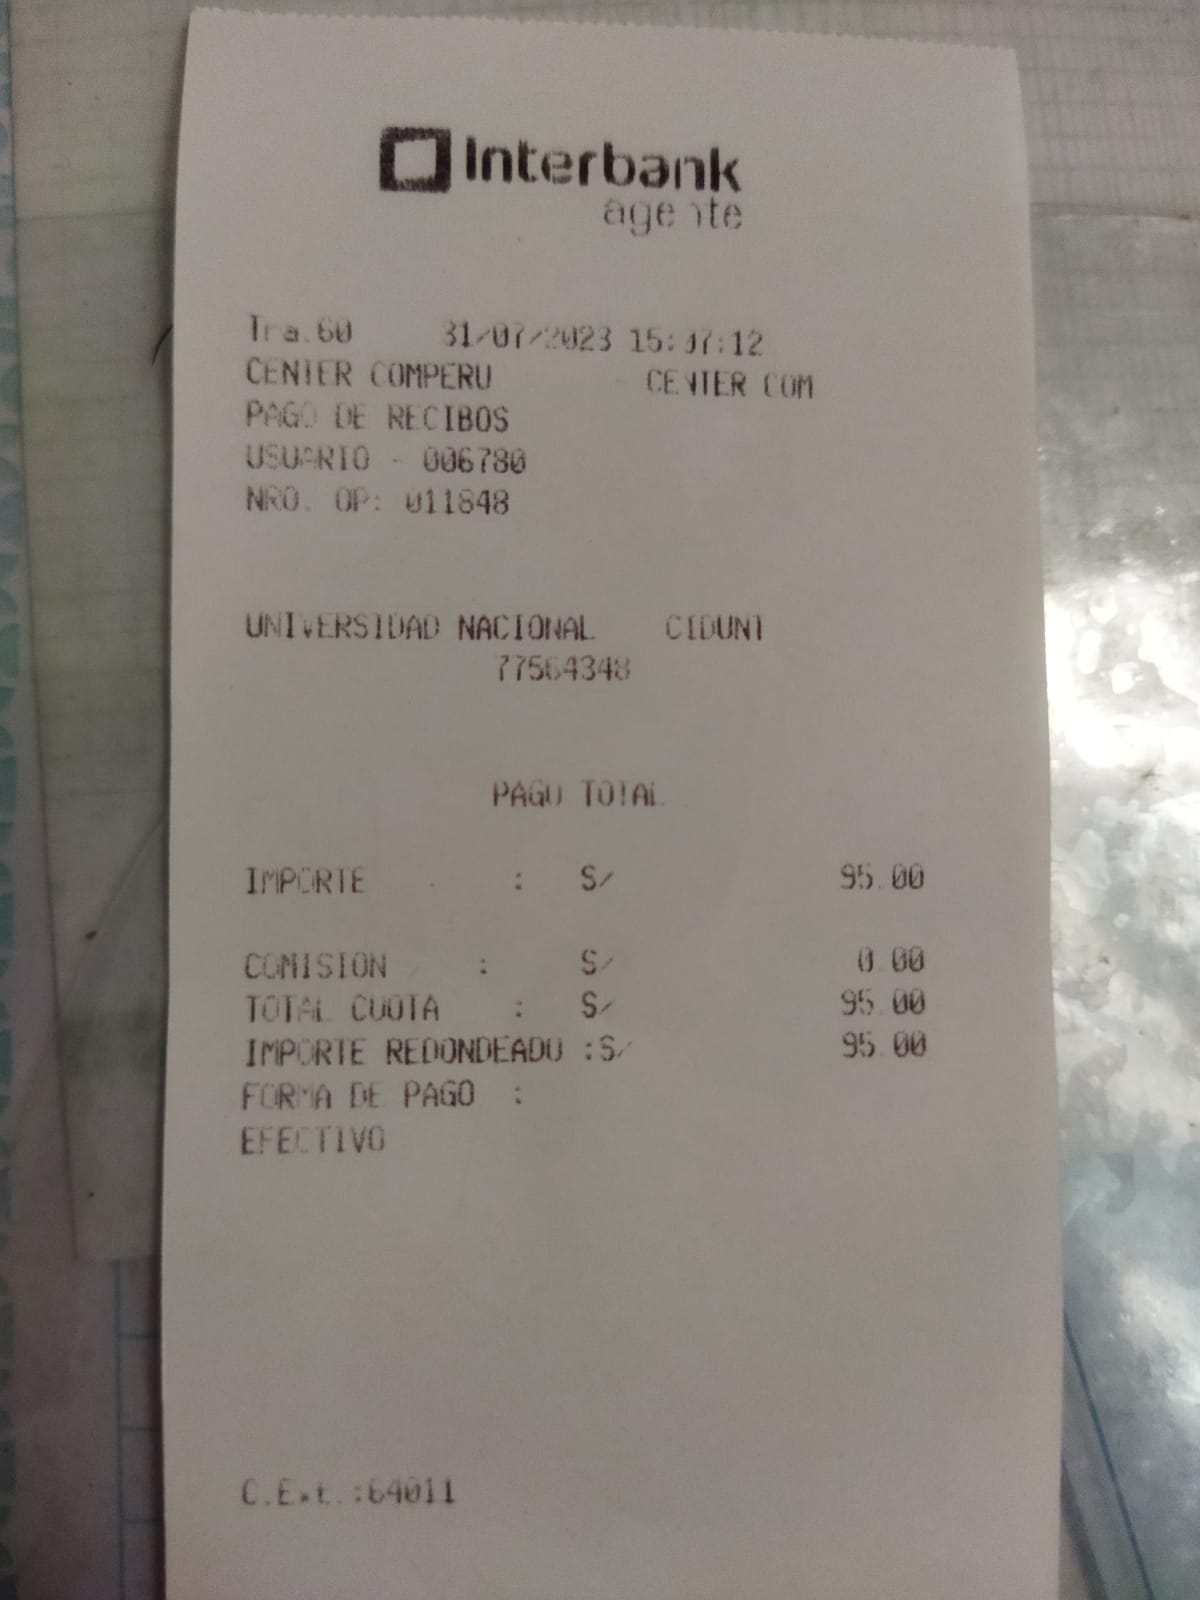 Interbank
agente
Tra.60 31/07/2023 15:07:12
CENTER COMPERU CENTER COM
PAGO DE RECIBOS
USUARIO - 006780
NRO. OP: 011848
UNIVERSIDAD NACIONAL CIDUNT
77564348
PAGO TOTAL
IMPORTE : S/ 95.00
COMISION : S/ 0.00
TOTAL CUOTA : S/ 95.00
IMPORTE REDONDEADO :S/ 95.00
FORMA DE PAGO :
EFECTIVO
C.Ext.:64011